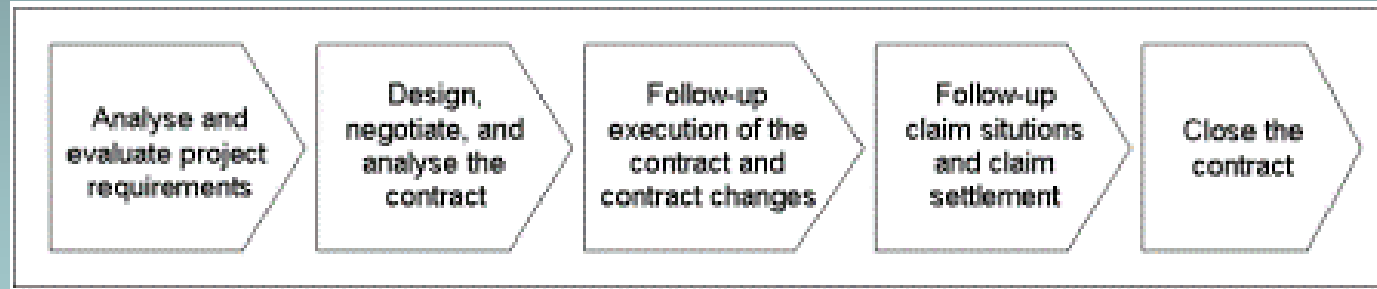 Analyse and
evaluate project
requirements
Design,
negotiate, and
analyse the
contract
Follow-up
execution of the
contract and
contract changes
Follow-up
claim situtions
and claim
settlement
Close the
contract